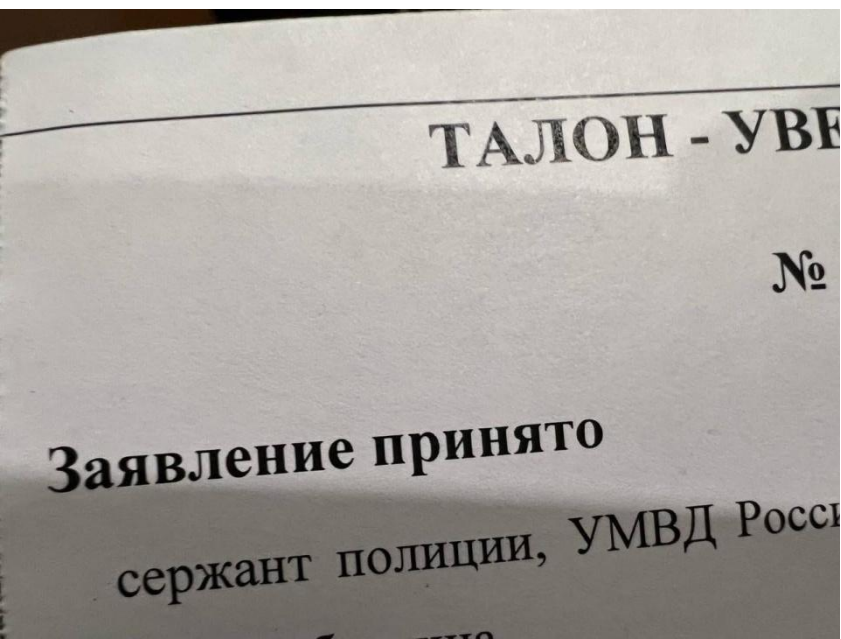 ТАЛОН - УВЕ
№
Заявление принято
сержант полиции, УМВД Росси